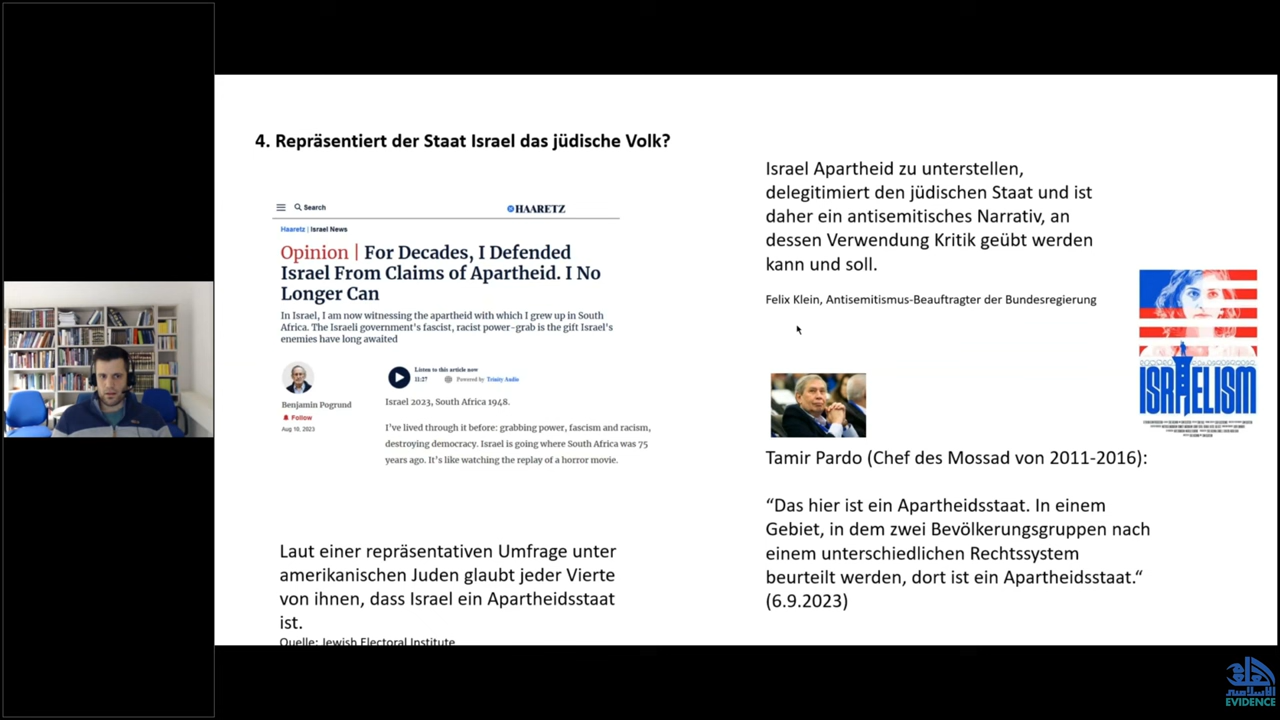 4. Repräsentiert der Staat Israel das jüdische Volk?
Search
HAARETZ
Haaretz | Israel News
Opinion | For Decades, I Defended
Israel From Claims of Apartheid. I No
Longer Can
In Israel, I am now witnessing the apartheid with which I grew up in South
Africa. The Israeli government's fascist, racist power-grab is the gift Israel's
enemies have long awaited
Benjamin Pogrund
Follow
Aug 10, 2023
Listen to this article now
11:27 Powered by Trinity Audio
Israel 2023, South Africa 1948.
I've lived through it before: grabbing power, fascism and racism,
destroying democracy. Israel is going where South Africa was 75
years ago. It's like watching the replay of a horror movie.
Laut einer repräsentativen Umfrage unter
amerikanischen Juden glaubt jeder Vierte
von ihnen, dass Israel ein Apartheidsstaat
ist.
Quelle: Jewish Electoral Institute
Israel Apartheid zu unterstellen,
delegitimiert den jüdischen Staat und ist
daher ein antisemitisches Narrativ, an
dessen Verwendung Kritik geübt werden
kann und soll.
Felix Klein, Antisemitismus-Beauftragter der Bundesregierung
ISRAELISM
Tamir Pardo (Chef des Mossad von 2011-2016):
“Das hier ist ein Apartheidsstaat. In einem
Gebiet, in dem zwei Bevölkerungsgruppen nach
einem unterschiedlichen Rechtssystem
beurteilt werden, dort ist ein Apartheidsstaat.“
(6.9.2023)
EVIDENCE